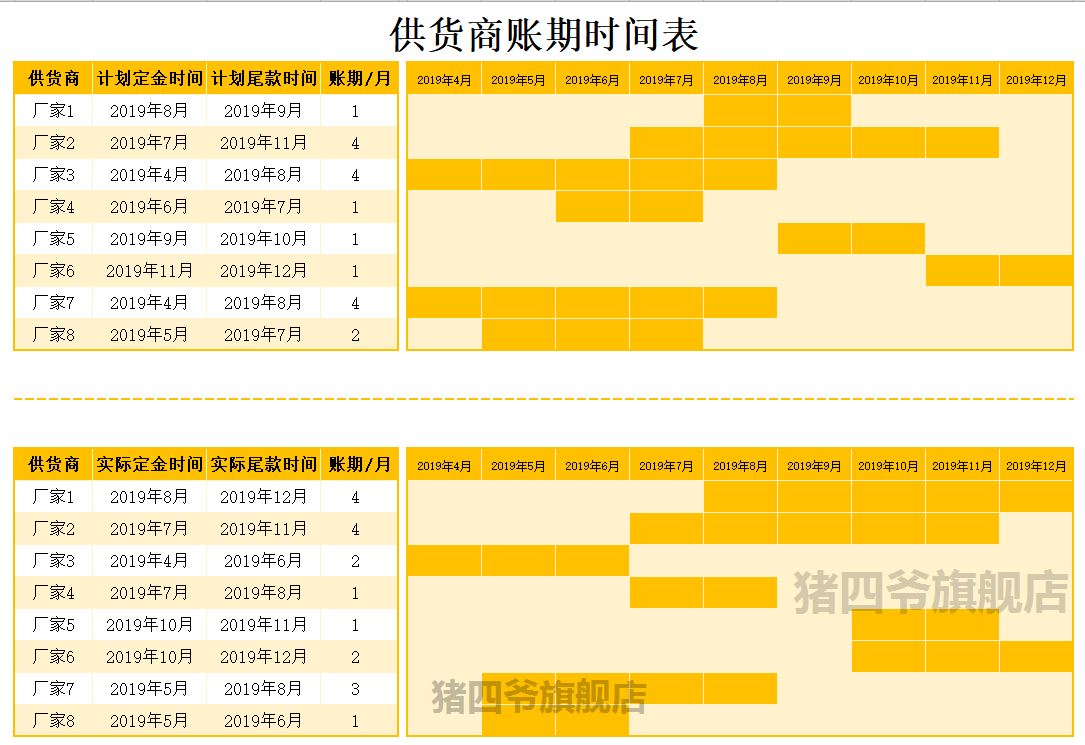 供货商账期时间表
供货商 计划定金时间 计划尾款时间 账期/月 2019年4月 2019年5月 2019年6月 2019年7月 2019年8月 2019年9月 2019年10月 2019年11月 2019年12月
厂家1 2019年8月 2019年9月 1
厂家2 2019年7月 2019年11月 4
厂家3 2019年4月 2019年8月 4
厂家4 2019年6月 2019年7月 1
厂家5 2019年9月 2019年10月 1
厂家6 2019年11月 2019年12月 1
厂家7 2019年4月 2019年8月 4
厂家8 2019年5月 2019年7月 2
供货商 实际定金时间 实际尾款时间 账期/月 2019年4月 2019年5月 2019年6月 2019年7月 2019年8月 2019年9月 2019年10月 2019年11月 2019年12月
厂家1 2019年8月 2019年12月 4
厂家2 2019年7月 2019年11月 4
厂家3 2019年4月 2019年6月 2
厂家4 2019年7月 2019年8月 1
猪四爷旗舰店
厂家5 2019年10月 2019年11月 1
厂家6 2019年10月 2019年12月 2
厂家7 2019年5月 2019年8月 3
猪四爷旗舰店
厂家8 2019年5月 2019年6月 1